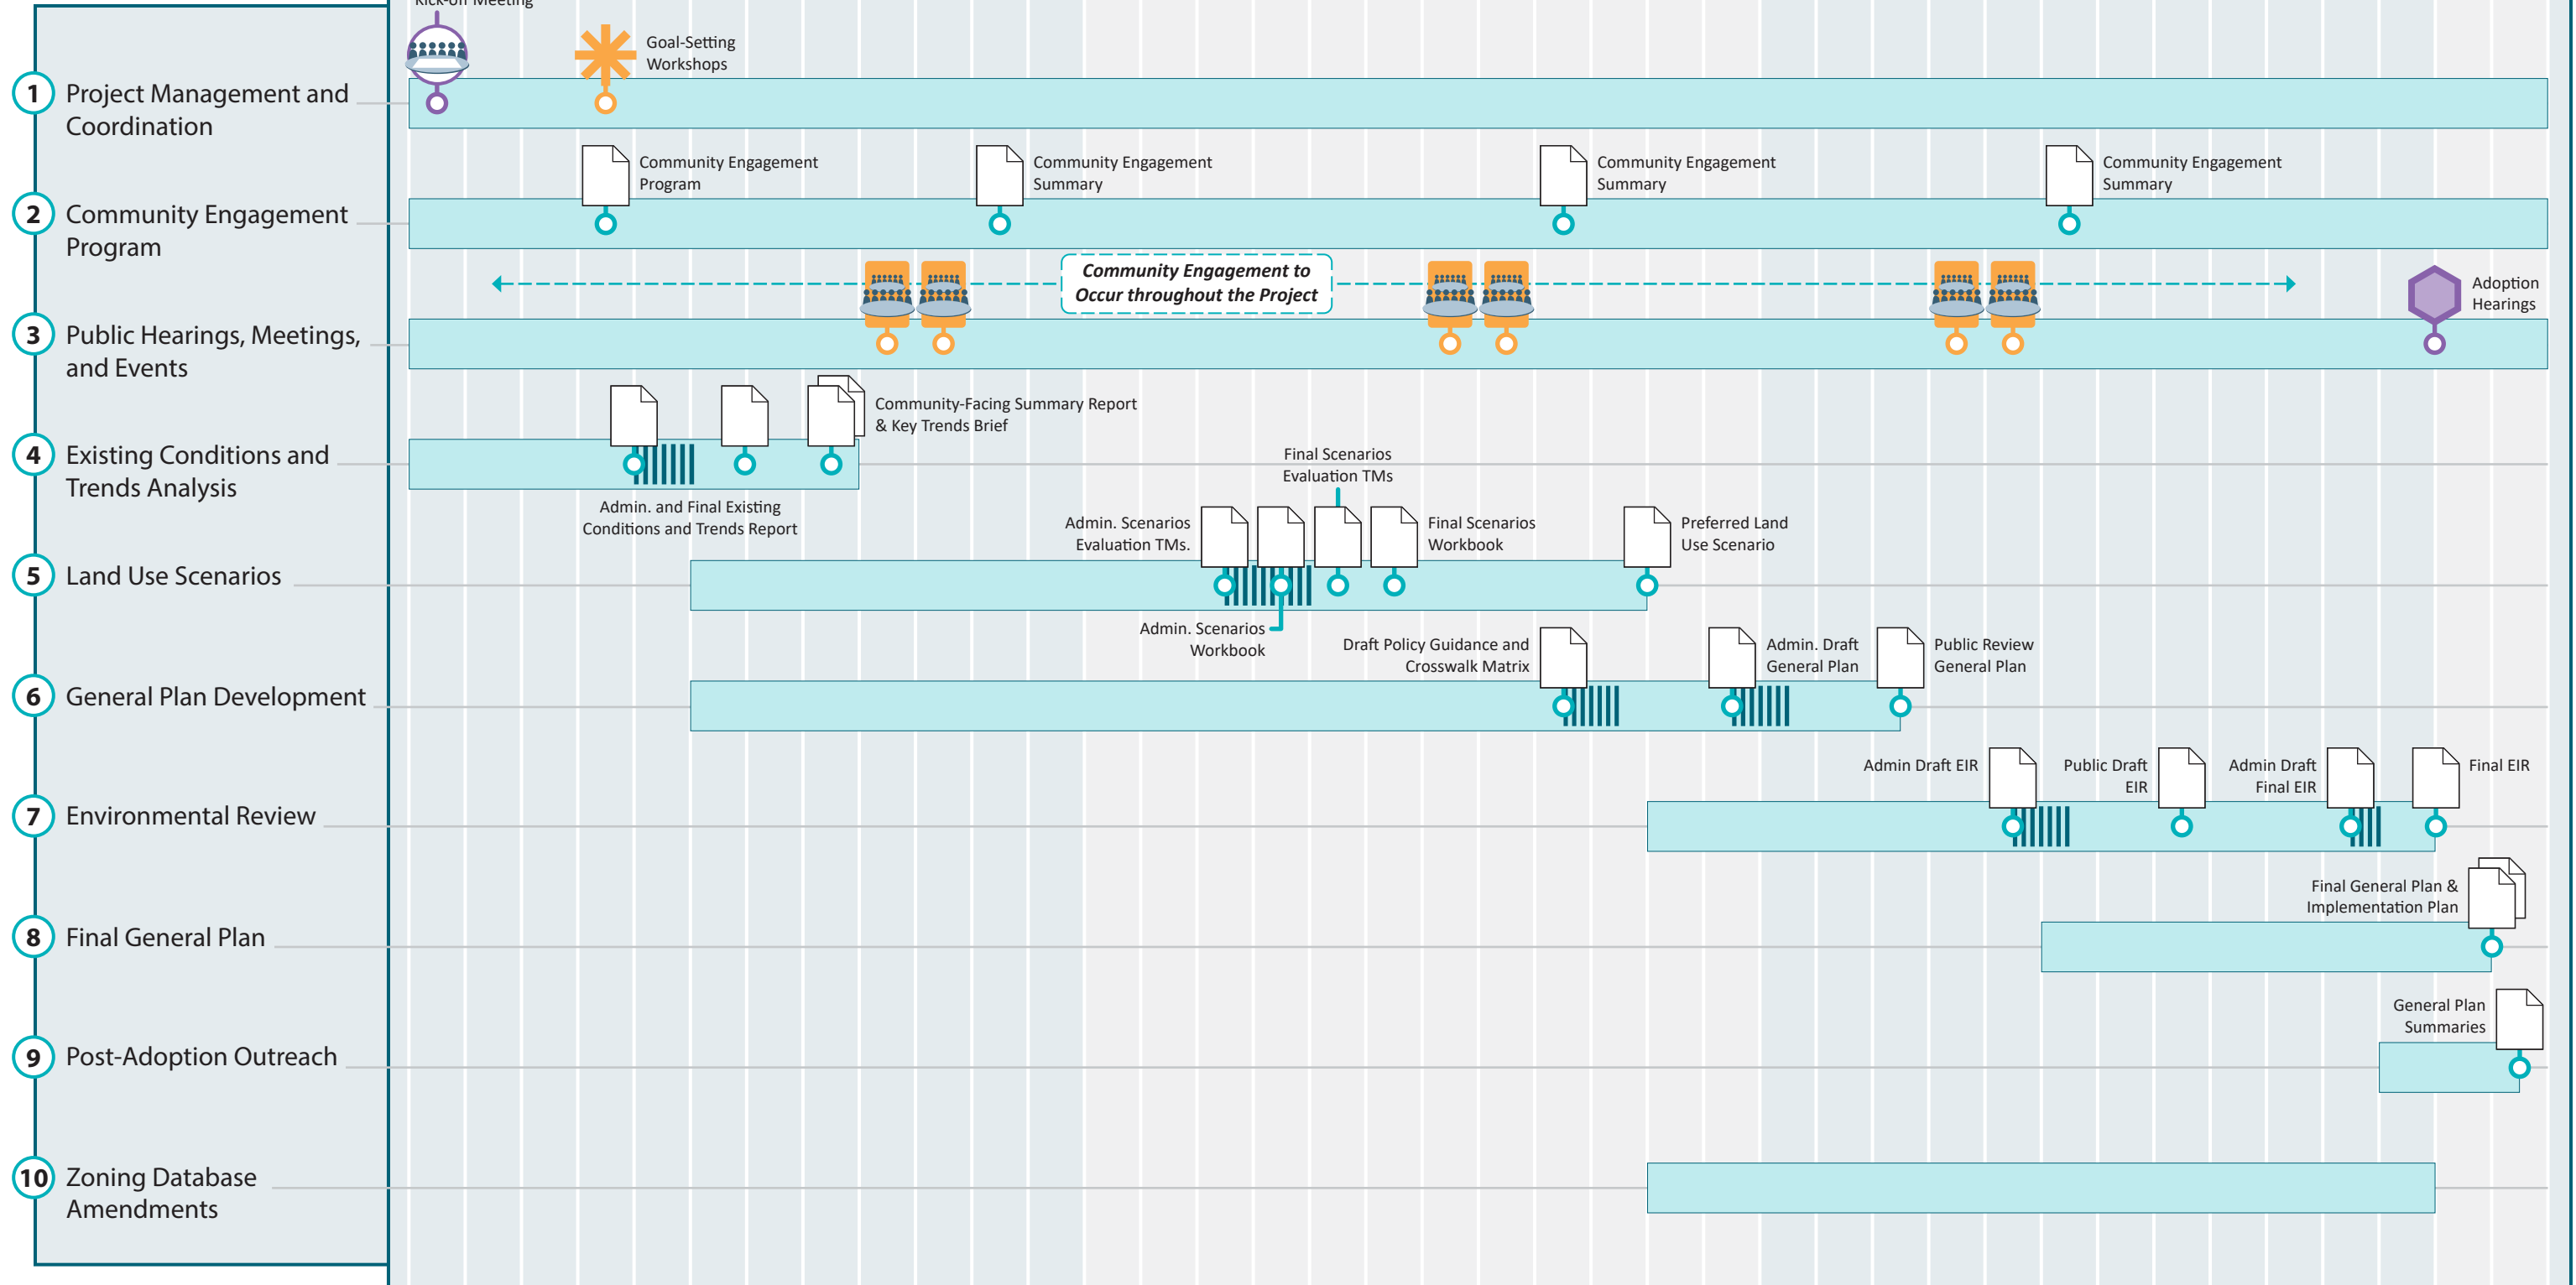 Kick-off Meeting
Goal-Setting
Workshops
1
Project Management and
Coordination
Community Engagement
Program
Community Engagement
Summary
Community Engagement
Summary
Community Engagement
Summary
2
Community Engagement
Program
Community Engagement to
Occur throughout the Project
Adoption
Hearings
3
Public Hearings, Meetings,
and Events
Community-Facing Summary Report
& Key Trends Brief
4
Existing Conditions and
Trends Analysis
Admin. and Final Existing
Conditions and Trends Report
Final Scenarios
Evaluation TMs
Admin. Scenarios
Evaluation TMs.
Final Scenarios
Workbook
Preferred Land
Use Scenario
5
Land Use Scenarios
Admin. Scenarios
Workbook
Draft Policy Guidance and
Crosswalk Matrix
Admin. Draft
General Plan
Public Review
General Plan
6
General Plan Development
Admin Draft EIR
Public Draft
EIR
Admin Draft
Final EIR
Final EIR
7
Environmental Review
Final General Plan &
Implementation Plan
8
Final General Plan
General Plan
Summaries
9
Post-Adoption Outreach
10
Zoning Database
Amendments